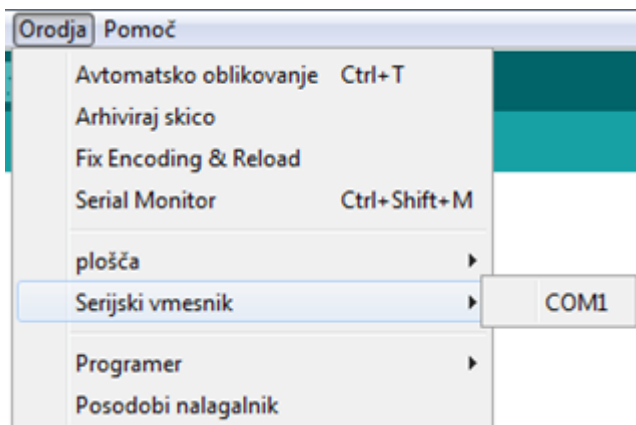 Orodja Pomoč
Avtomatsko oblikovanje Ctrl+T
Arhiviraj skico
Fix Encoding & Reload
Serial Monitor Ctrl+Shift+M
plošča
Serijski vmesnik COM1
Programer
Posodobi nalagalnik